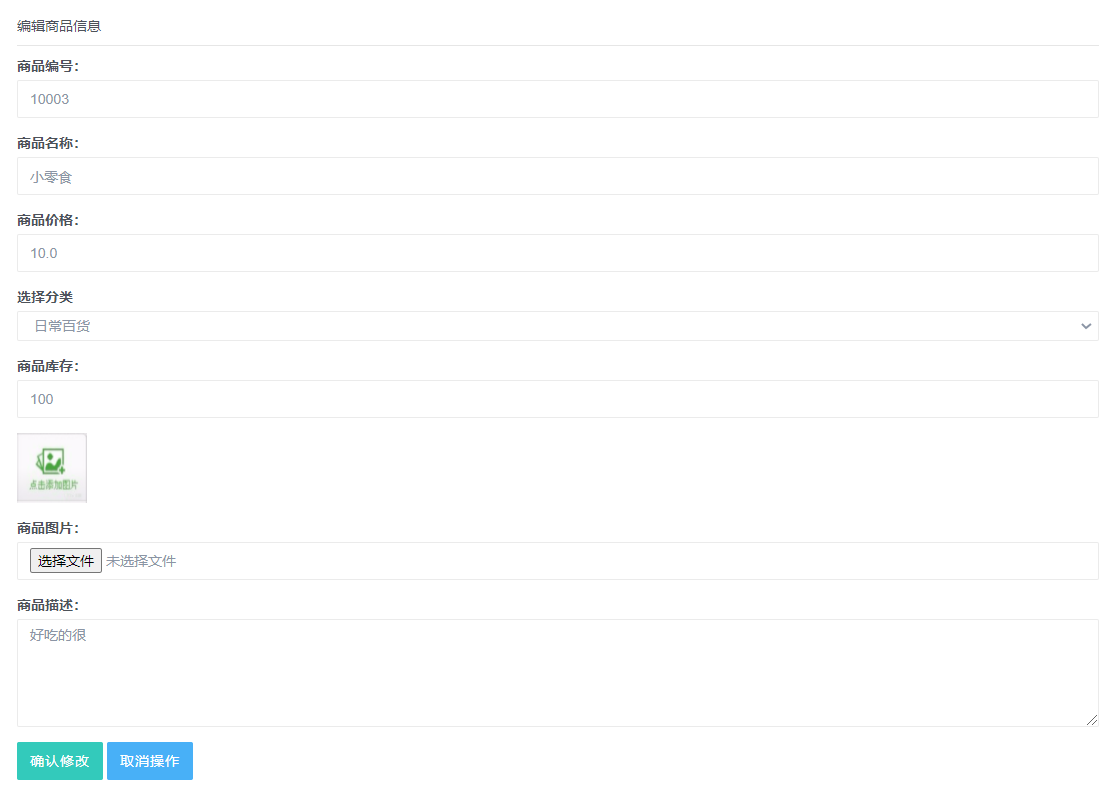 编辑商品信息
商品编号：
10003
商品名称：
小零食
商品价格：
10.0
选择分类
日常百货
商品库存：
100
点击添加图片
商品图片：
选择文件 未选择文件
商品描述：
好吃的很
确认修改 取消操作